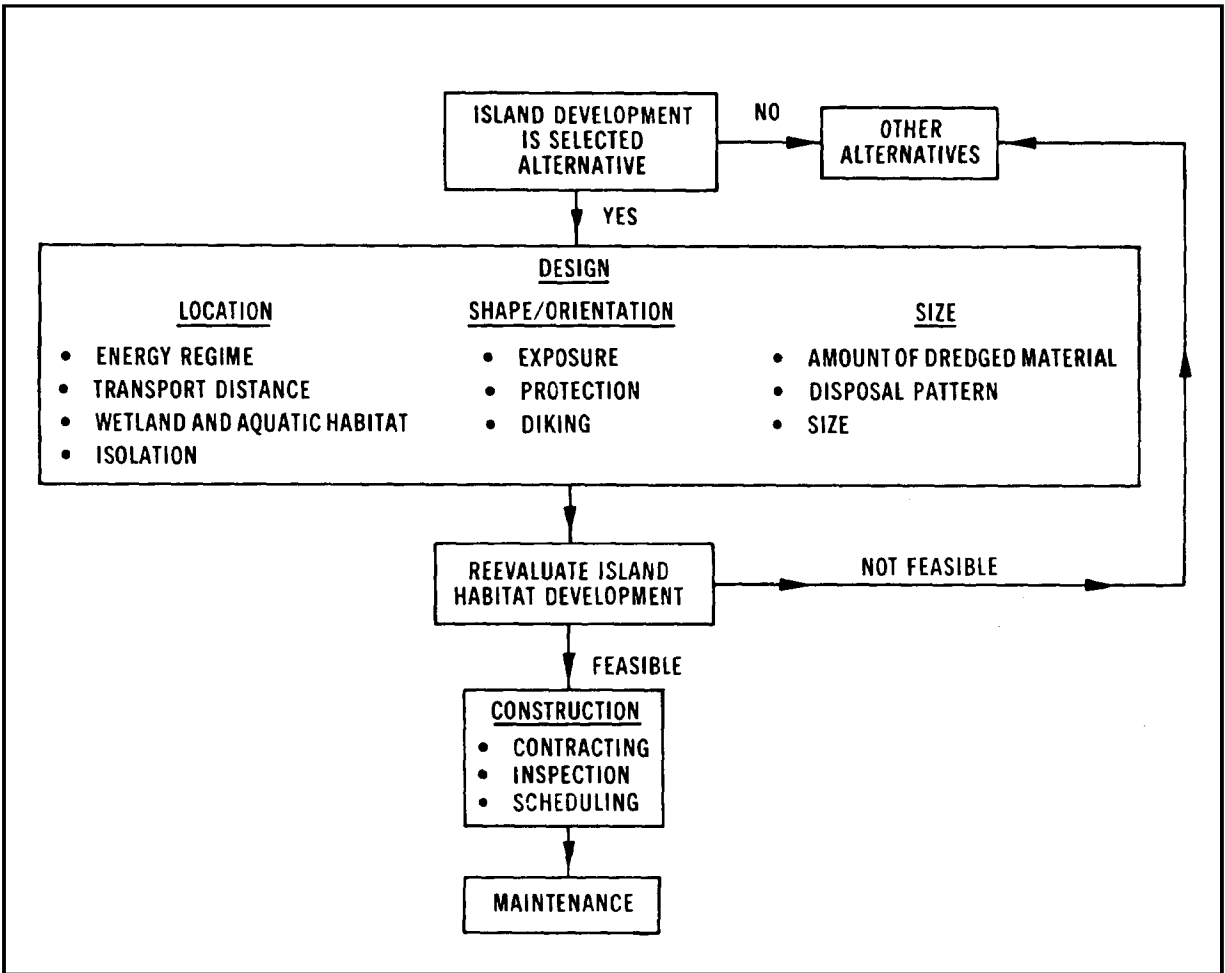 ISLAND DEVELOPMENT
IS SELECTED
ALTERNATIVE
NO
OTHER
ALTERNATIVES
YES
DESIGN
LOCATION
• ENERGY REGIME
• TRANSPORT DISTANCE
• WETLAND AND AQUATIC HABITAT
• ISOLATION
SHAPE/ORIENTATION
• EXPOSURE
• PROTECTION
• DIKING
SIZE
• AMOUNT OF DREDGED MATERIAL
• DISPOSAL PATTERN
• SIZE
REEVALUATE ISLAND
HABITAT DEVELOPMENT
NOT FEASIBLE
FEASIBLE
CONSTRUCTION
• CONTRACTING
• INSPECTION
• SCHEDULING
MAINTENANCE